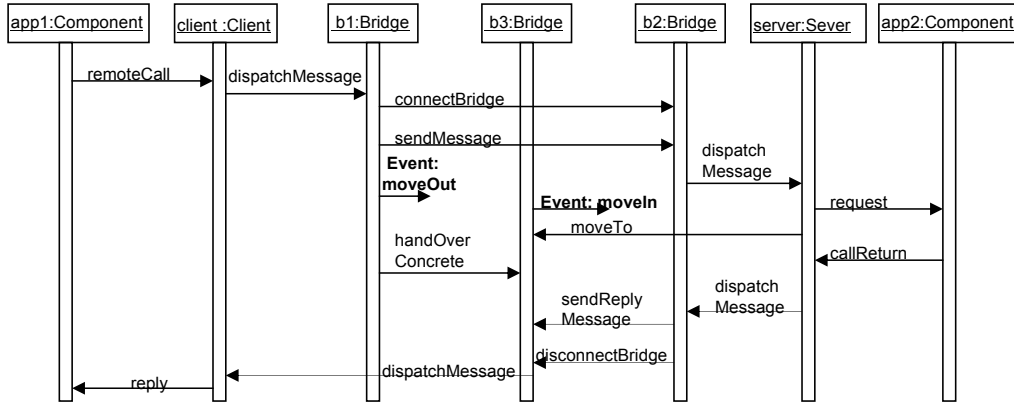 app1:Component
client :Client
b1:Bridge
b3:Bridge
b2:Bridge
server:Sever
app2:Component
remoteCall
dispatchMessage
connectBridge
sendMessage
dispatch
Message
Event:
moveOut
Event: moveIn
request
moveTo
handOver
Concrete
callReturn
dispatch
Message
sendReply
Message
disconnectBridge
dispatchMessage
reply